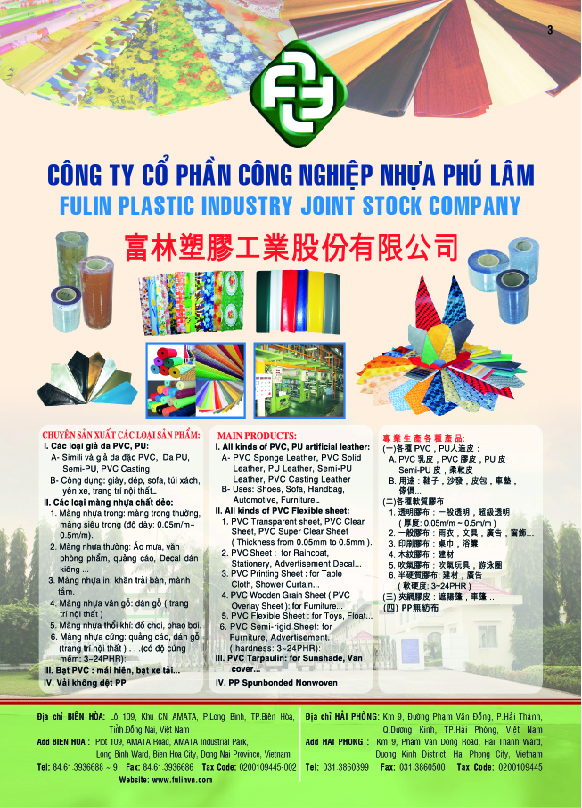 3
CÔNG TY CỔ PHẦN CÔNG NGHIỆP NHỰA PHÚ LÂM
FULIN PLASTIC INDUSTRY JOINT STOCK COMPANY
富林塑膠工業股份有限公司
CHUYÊN SẢN XUẤT CÁC LOẠI SẢN PHẨM:
I. Các loại giả da PVC, PU:
A- Simili và giả da đặc PVC, Da PU,
Semi-PU, PVC Casting
B- Công dụng: giày, dép, sofa, túi xách,
yên xe, trang trí nội thất...
II. Các loại màng nhựa chất dẻo:
1. Màng nhựa trong: màng trong thường,
màng siêu trong (độ dày: 0.05m/m-
0.5m/m).
2. Màng nhựa thường: Áo mưa, văn
phòng phẩm, quảng cáo, Decal dán
kiếng ...
3. Màng nhựa in: khăn trải bàn, mành
tắm.
4. Màng nhựa vân gỗ: dán gỗ ( trang
trí nội thất )
5. Màng nhựa thổi khí: đồ chơi, phao bơi.
6. Màng nhựa cứng: quảng cáo, dán gỗ
(trang trí nội thất ) . . .(có độ cứng
mềm: 3~24PHR):
III. Bạt PVC : mái hiên, bạt xe tải...
IV. Vải không dệt: PP
MAIN PRODUCTS:
I. All kinds of PVC, PU artificial leather:
A- PVC Sponge Leather, PVC Solid
Leather, PU Leather, Semi-PU
Leather, PVC Casting Leather
B- Uses: Shoes, Sofa, Handbag,
Automotive, Furniture..
II. All kinds of PVC Flexible sheet:
1. PVC Transparent sheet, PVC Clear
Sheet, PVC Super Clear Sheet
( Thickness from 0.05mm to 0.5mm ).
2. PVC Sheet : for Raincoat,
Stationery, Advertisement Decal...
3. PVC Printing Sheet : for Table
Cloth, Shower Curtain...
4. PVC Wooden Grain Sheet ( PVC
Overlay Sheet): for Furniture...
5. PVC Flexible Sheet : for Toys, Float...
6. PVC Semi-rigid Sheet: for
Furniture, Advertisement.
( hardness: 3~24PHR):
III. PVC Tarpaulin: for Sunshade, Van
cover...
IV. PP Spunbonded Nonwoven
專業生產各種產品:
(一)各種PVC , PU人造皮 :
A. PVC 乳皮 , PVC 膠皮 , PU 皮
Semi-PU 皮 , 柔軟皮
B. 用途 : 鞋子 , 沙發 , 皮包 , 車墊 ,
傢俱...
(二)各種軟質膠布
1. 透明膠布 : 一般透明 , 超級透明
( 厚度: 0.05m/m ~ 0.5m/m )
2. 一般膠布 : 雨衣 , 文具 , 廣告 , 窗飾...
3. 印刷膠布 : 桌巾 , 浴簾
4. 木紋膠布 : 建材
5. 吹氣膠布 : 吹氣玩具 , 游泳圈
6. 半硬質膠布 建材 , 廣告
( 軟硬度: 3~24PHR )
(三) 夾網膠皮 : 遮陽篷 , 車篷 ..
(四) PP無紡布
Địa chỉ BIÊN HÒA: Lô 109, Khu CN AMATA, P.Long Bình, TP.Biên Hòa,
Tỉnh Đồng Nai, Việt Nam
Add BIEN HOA : Plot 109, AMATA Road, AMATA Industrial Park,
Long Binh Ward, Bien Hoa City, Dong Nai Province, Vietnam
Tel: 84.61-3936688 ~ 9 Fax: 84.61-3936686 Tax Code: 0200109445-002
Website: www.fulinvn.com
Địa chỉ HẢI PHÒNG: Km 9, Đường Phạm Văn Đồng, P.Hải Thành,
Q.Dương Kinh, TP.Hải Phòng, Việt Nam
Add HAI PHONG : Km 9, Pham Van Dong Road, Hai Thanh Ward,
Duong Kinh District, Hai Phong City, Vietnam
Tel: 031.3860899 Fax: 031.3860500 Tax Code: 0200109445